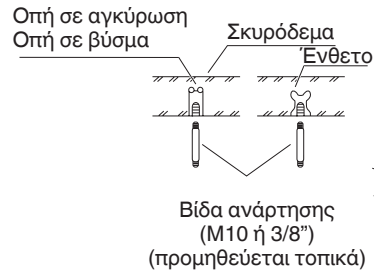 Οπή σε αγκύρωση
Οπή σε βύσμα
Σκυρόδεμα
Ένθετο
Βίδα ανάρτησης
(M10 ή 3/8”)
(προμηθεύεται τοπικά)